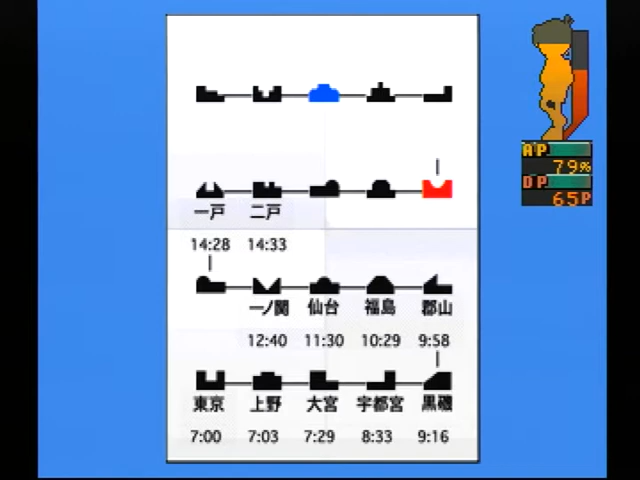 AP
79%
DP
65P
一戸 二戸
14:28 14:33
一ノ関 仙台 福島 郡山
12:40 11:30 10:29 9:58
東京 上野 大宮 宇都宮 黒磯
7:00 7:03 7:29 8:33 9:16